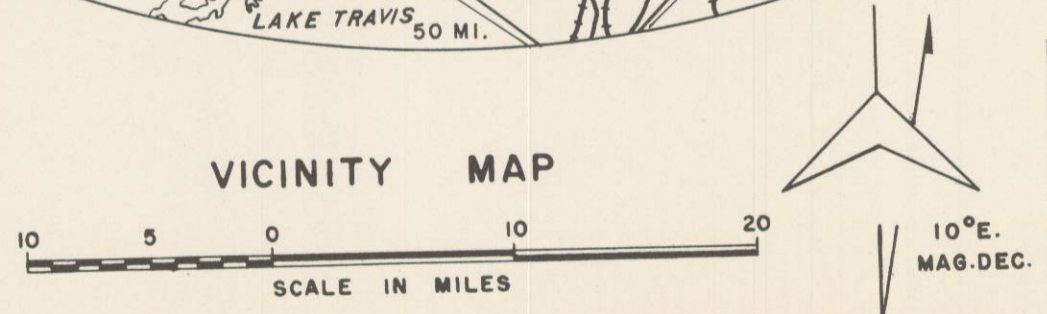 LAKE TRAVIS
50 MI.
VICINITY MAP
10 5 0 10 20
SCALE IN MILES
10°E.
MAG.DEC.